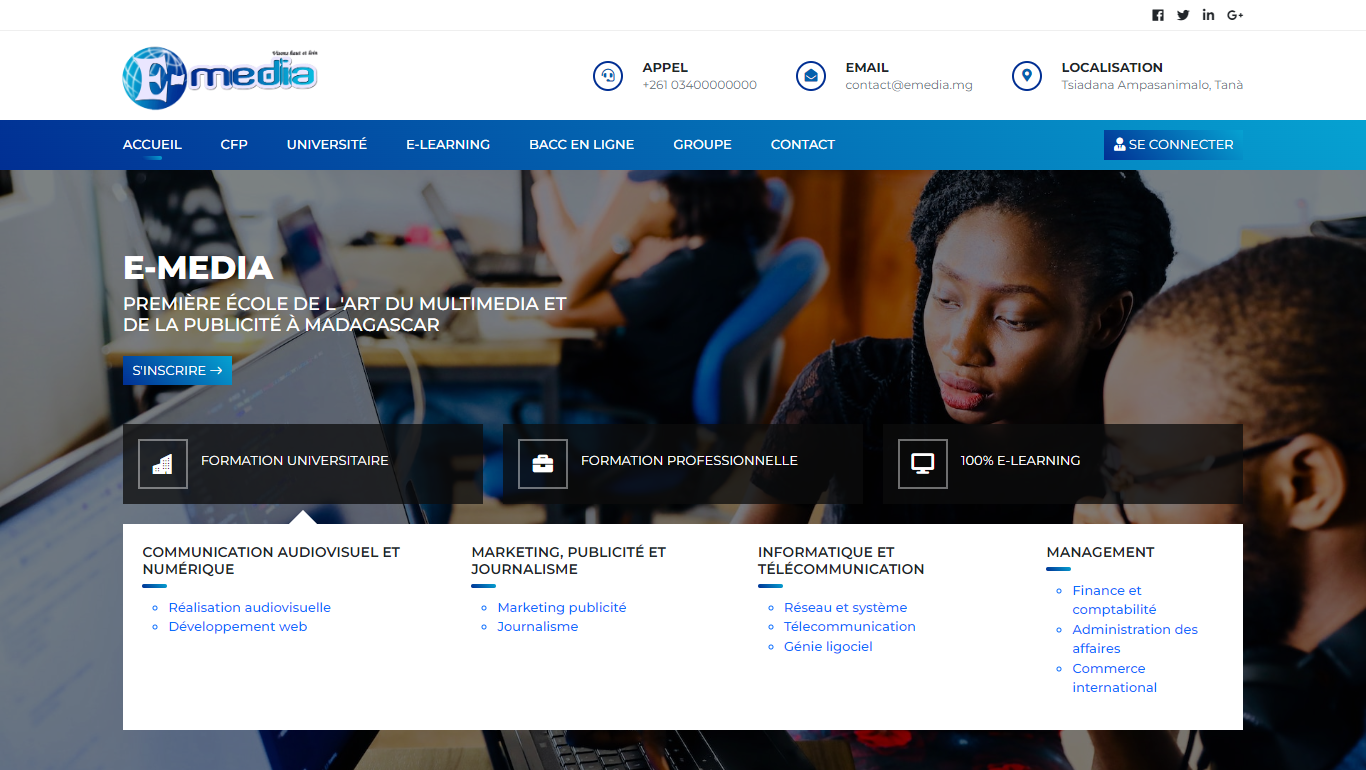 Visons haut et loin
E-media
APPEL
+261 03400000000
EMAIL
contact@emedia.mg
LOCALISATION
Tsiadana Ampasanimalo, Tanà
ACCUEIL CFP UNIVERSITÉ E-LEARNING BACC EN LIGNE GROUPE CONTACT SE CONNECTER
E-MEDIA
PREMIÈRE ÉCOLE DE L 'ART DU MULTIMEDIA ET
DE LA PUBLICITÉ À MADAGASCAR
S'INSCRIRE →
FORMATION UNIVERSITAIRE
FORMATION PROFESSIONNELLE
100% E-LEARNING
COMMUNICATION AUDIOVISUEL ET
NUMÉRIQUE
Réalisation audiovisuelle
Développement web
MARKETING, PUBLICITÉ ET
JOURNALISME
Marketing publicité
Journalisme
INFORMATIQUE ET
TÉLÉCOMMUNICATION
Réseau et système
Télecommunication
Génie ligociel
MANAGEMENT
Finance et
comptabilité
Administration des
affaires
Commerce
international